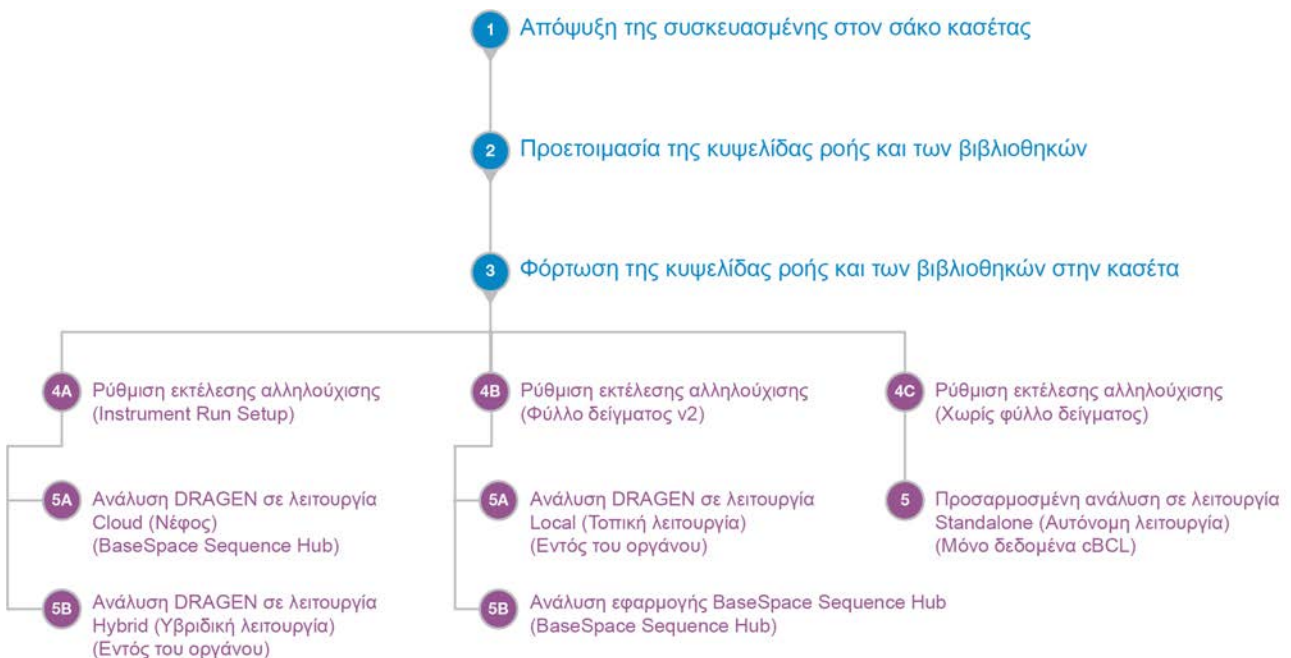 1 Απόψυξη της συσκευασμένης στον σάκο κασέτας
2 Προετοιμασία της κυψελίδας ροής και των βιβλιοθηκών
3 Φόρτωση της κυψελίδας ροής και των βιβλιοθηκών στην κασέτα
4A Ρύθμιση εκτέλεσης αλληλούχισης
(Instrument Run Setup)
5A Ανάλυση DRAGEN σε λειτουργία
Cloud (Νέφος)
(BaseSpace Sequence Hub)
5B Ανάλυση DRAGEN σε λειτουργία
Hybrid (Υβριδική λειτουργία)
(Εντός του οργάνου)
4B Ρύθμιση εκτέλεσης αλληλούχισης
(Φύλλο δείγματος v2)
5A Ανάλυση DRAGEN σε λειτουργία
Local (Τοπική λειτουργία)
(Εντός του οργάνου)
5B Ανάλυση εφαρμογής BaseSpace Sequence Hub
(BaseSpace Sequence Hub)
4C Ρύθμιση εκτέλεσης αλληλούχισης
(Χωρίς φύλλο δείγματος)
5 Προσαρμοσμένη ανάλυση σε λειτουργία
Standalone (Αυτόνομη λειτουργία)
(Μόνο δεδομένα cBCL)